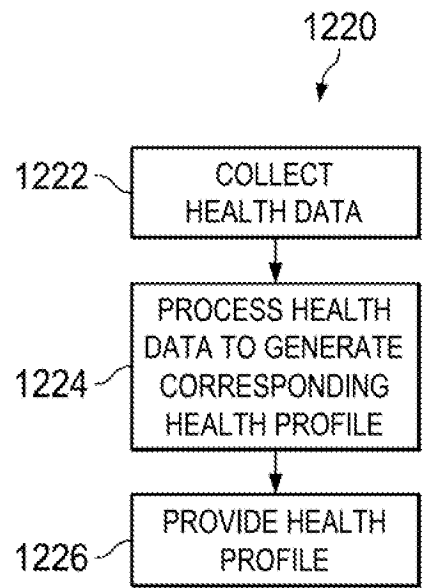 1220
1222
COLLECT
HEALTH DATA
1224
PROCESS HEALTH
DATA TO GENERATE
CORRESPONDING
HEALTH PROFILE
1226
PROVIDE HEALTH
PROFILE